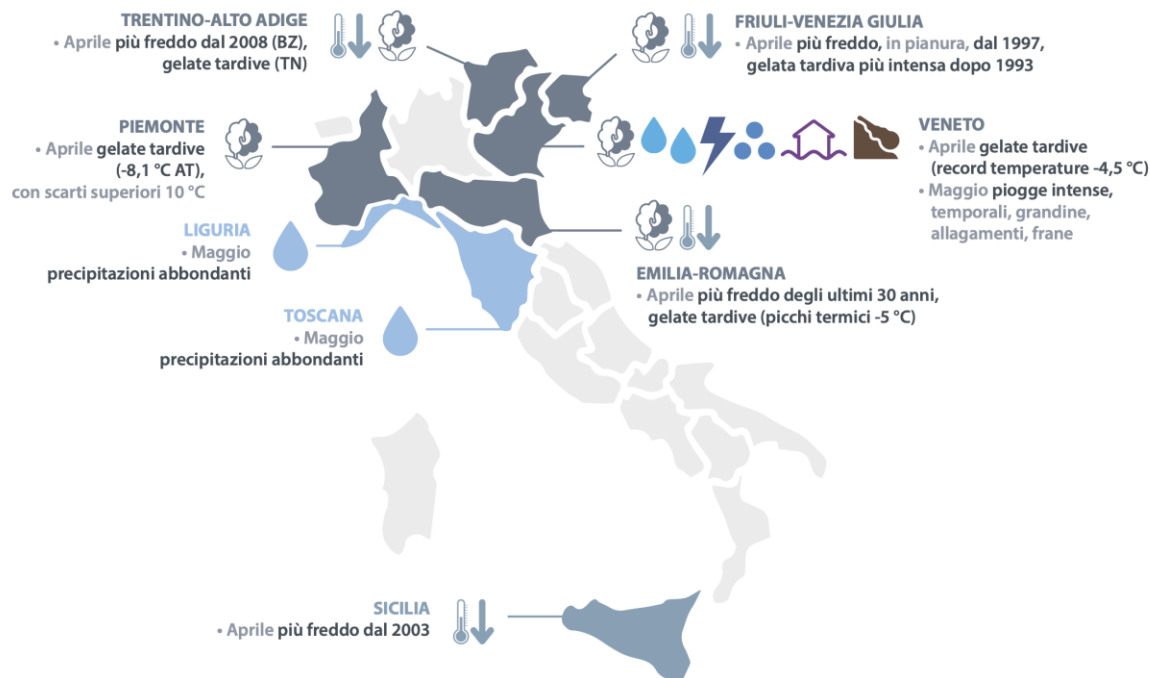 TRENTINO-ALTO ADIGE
• Aprile più freddo dal 2008 (BZ),
gelate tardive (TN)
FRIULI-VENEZIA GIULIA
• Aprile più freddo, in pianura, dal 1997,
gelata tardiva più intensa dopo 1993
PIEMONTE
• Aprile gelate tardive
(-8,1 °C AT),
con scarti superiori 10 °C
VENETO
• Aprile gelate tardive
(record temperature -4,5 °C)
• Maggio piogge intense,
temporali, grandine,
allagamenti, frane
LIGURIA
• Maggio
precipitazioni abbondanti
EMILIA-ROMAGNA
• Aprile più freddo degli ultimi 30 anni,
gelate tardive (picchi termici -5 °C)
TOSCANA
• Maggio
precipitazioni abbondanti
SICILIA
• Aprile più freddo dal 2003